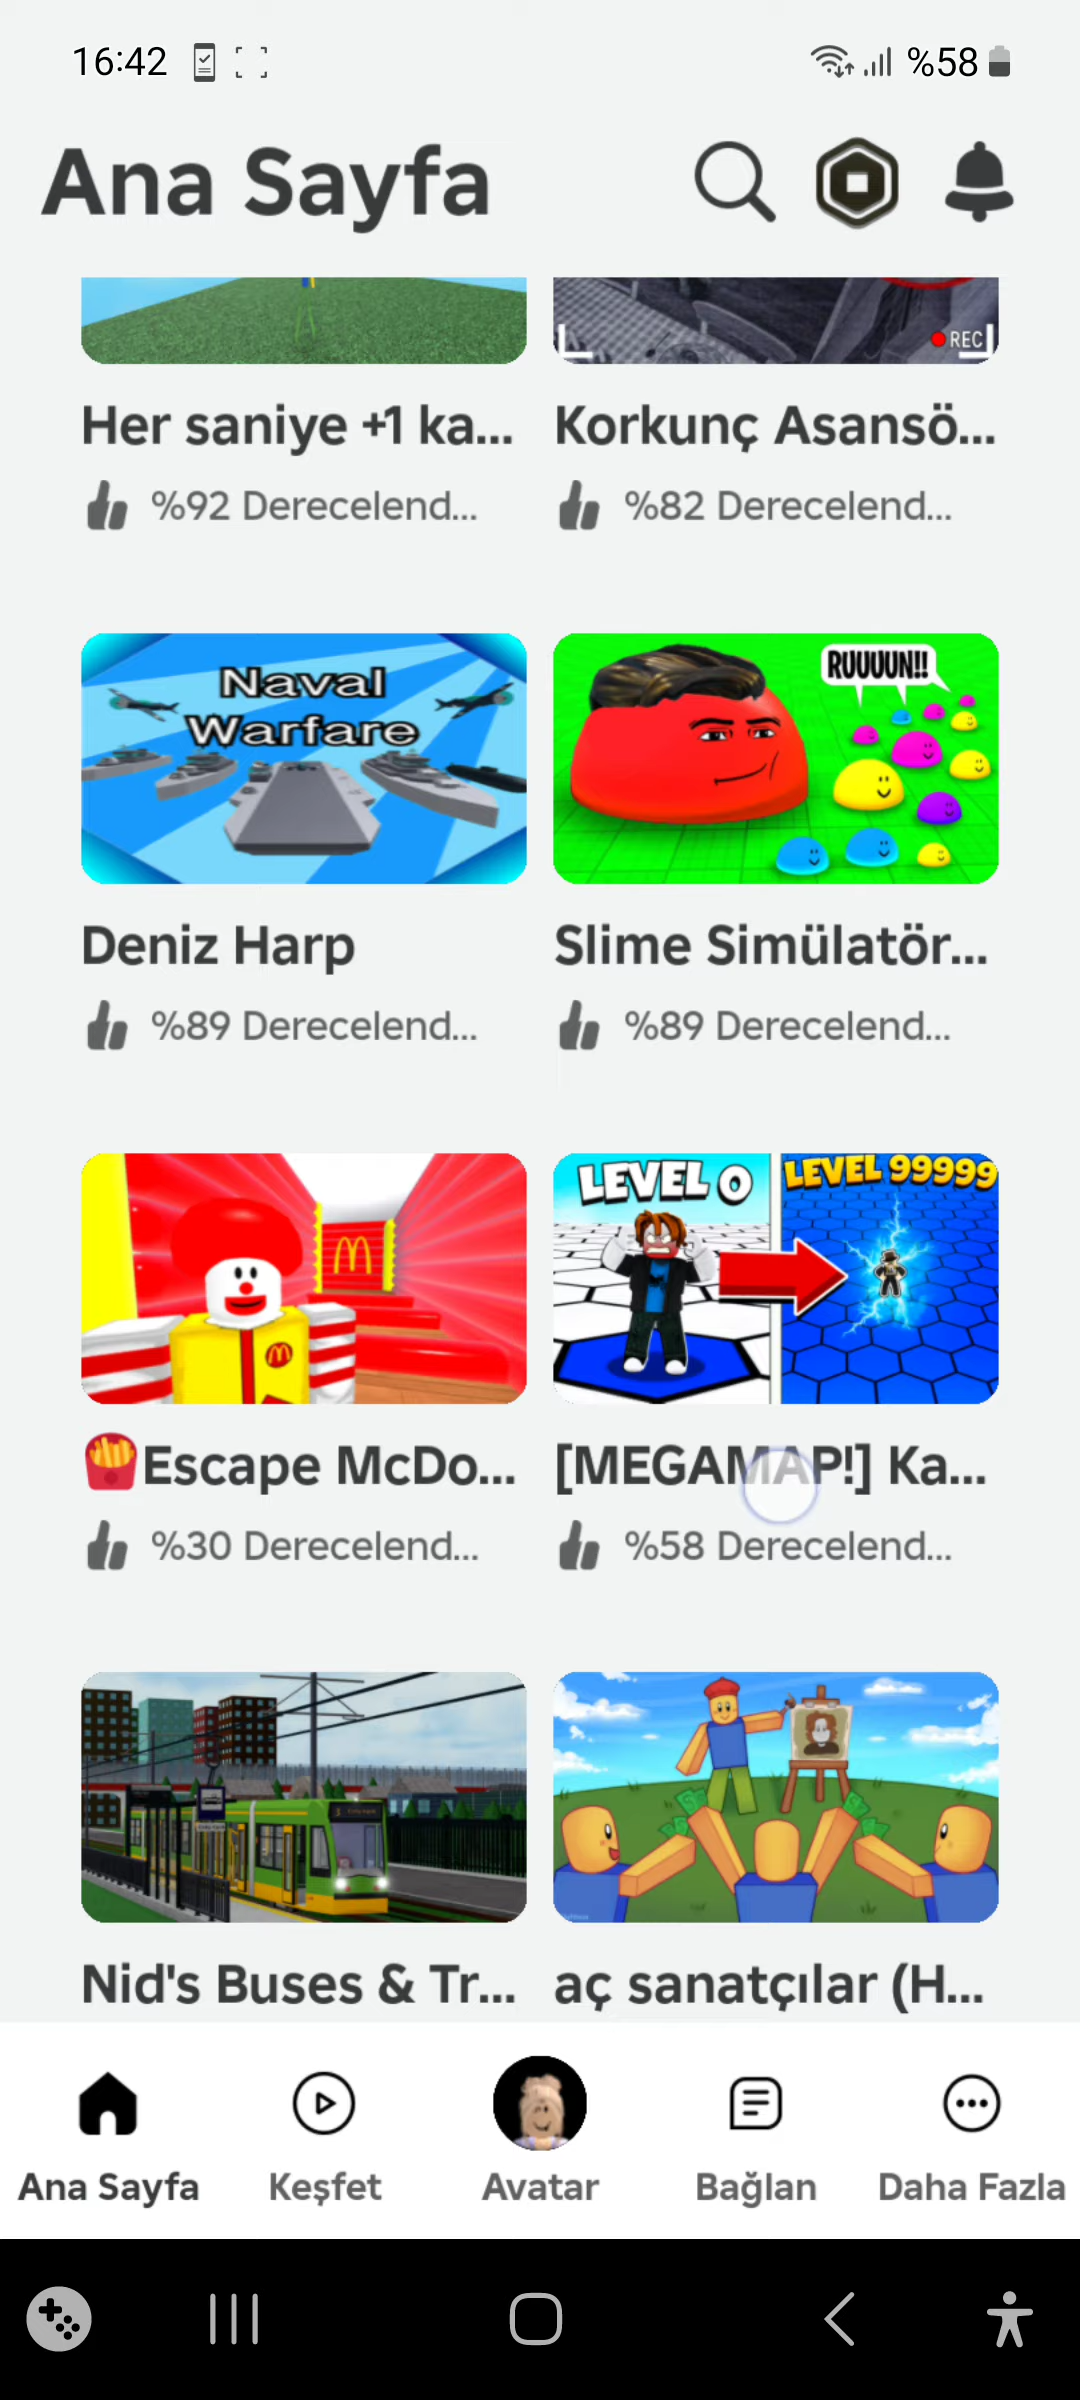 16:42
%58
Ana Sayfa
REC
Her saniye +1 ka...
Korkunç Asansö...
%92 Derecelend...
%82 Derecelend...
Naval
Warfare
RUUUUN!!
Deniz Harp
Slime Simülatör...
%89 Derecelend...
%89 Derecelend...
LEVEL 0
LEVEL 99999
Escape McDo...
[MEGAMAP!] Ka...
%30 Derecelend...
%58 Derecelend...
Nid's Buses & Tr...
aç sanatçılar (H...
Ana Sayfa
Keşfet
Avatar
Bağlan
Daha Fazla